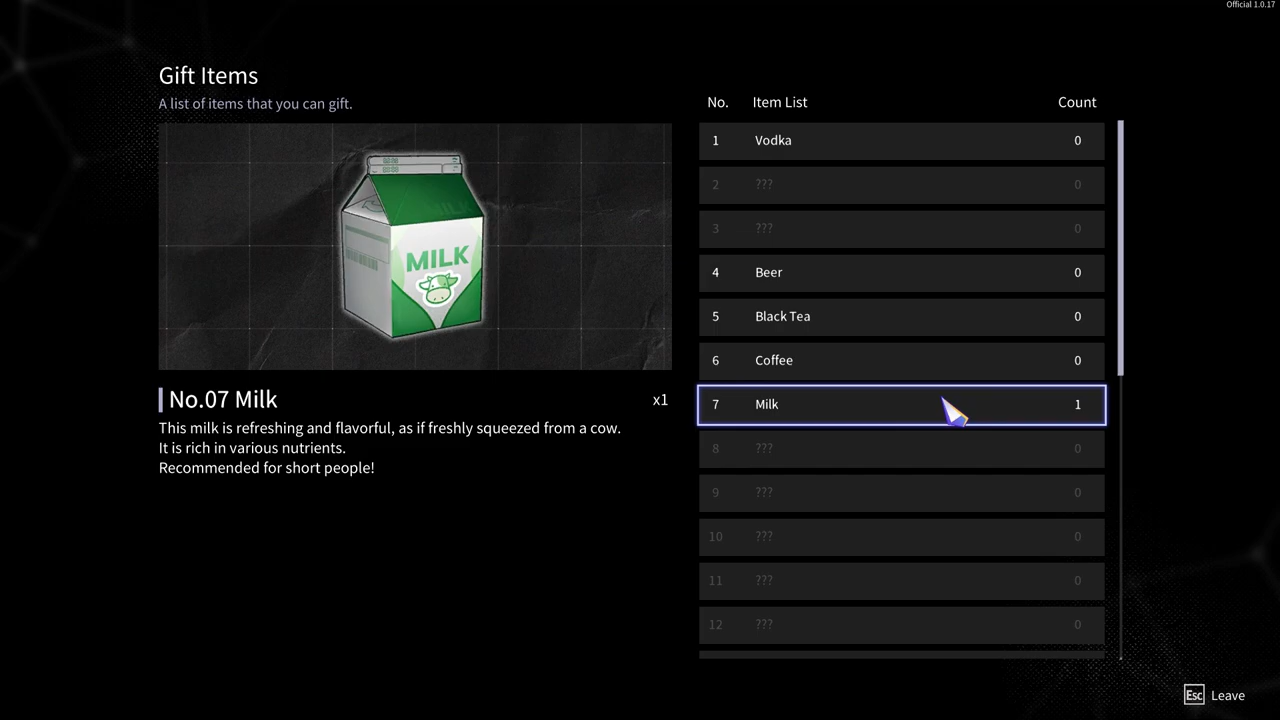 Official 1.0.17
Gift Items
A list of items that you can gift.
No. Item List Count
1 Vodka 0
2 ??? 0
3 ??? 0
4 Beer 0
5 Black Tea 0
6 Coffee 0
7 Milk 1
8 ??? 0
9 ??? 0
10 ??? 0
11 ??? 0
12 ??? 0
MILK
No.07 Milk x1
This milk is refreshing and flavorful, as if freshly squeezed from a cow.
It is rich in various nutrients.
Recommended for short people!
Esc Leave